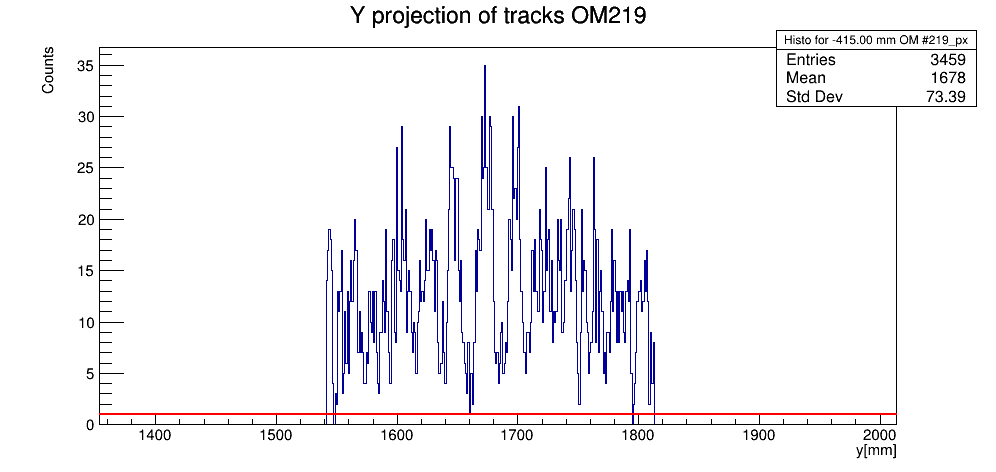 Y projection of tracks OM219
Histo for -415.00 mm OM #219_px
Entries 3459
Mean 1678
Std Dev 73.39
Counts
35
30
25
20
15
10
5
0
1400 1500 1600 1700 1800 1900 2000
y[mm]